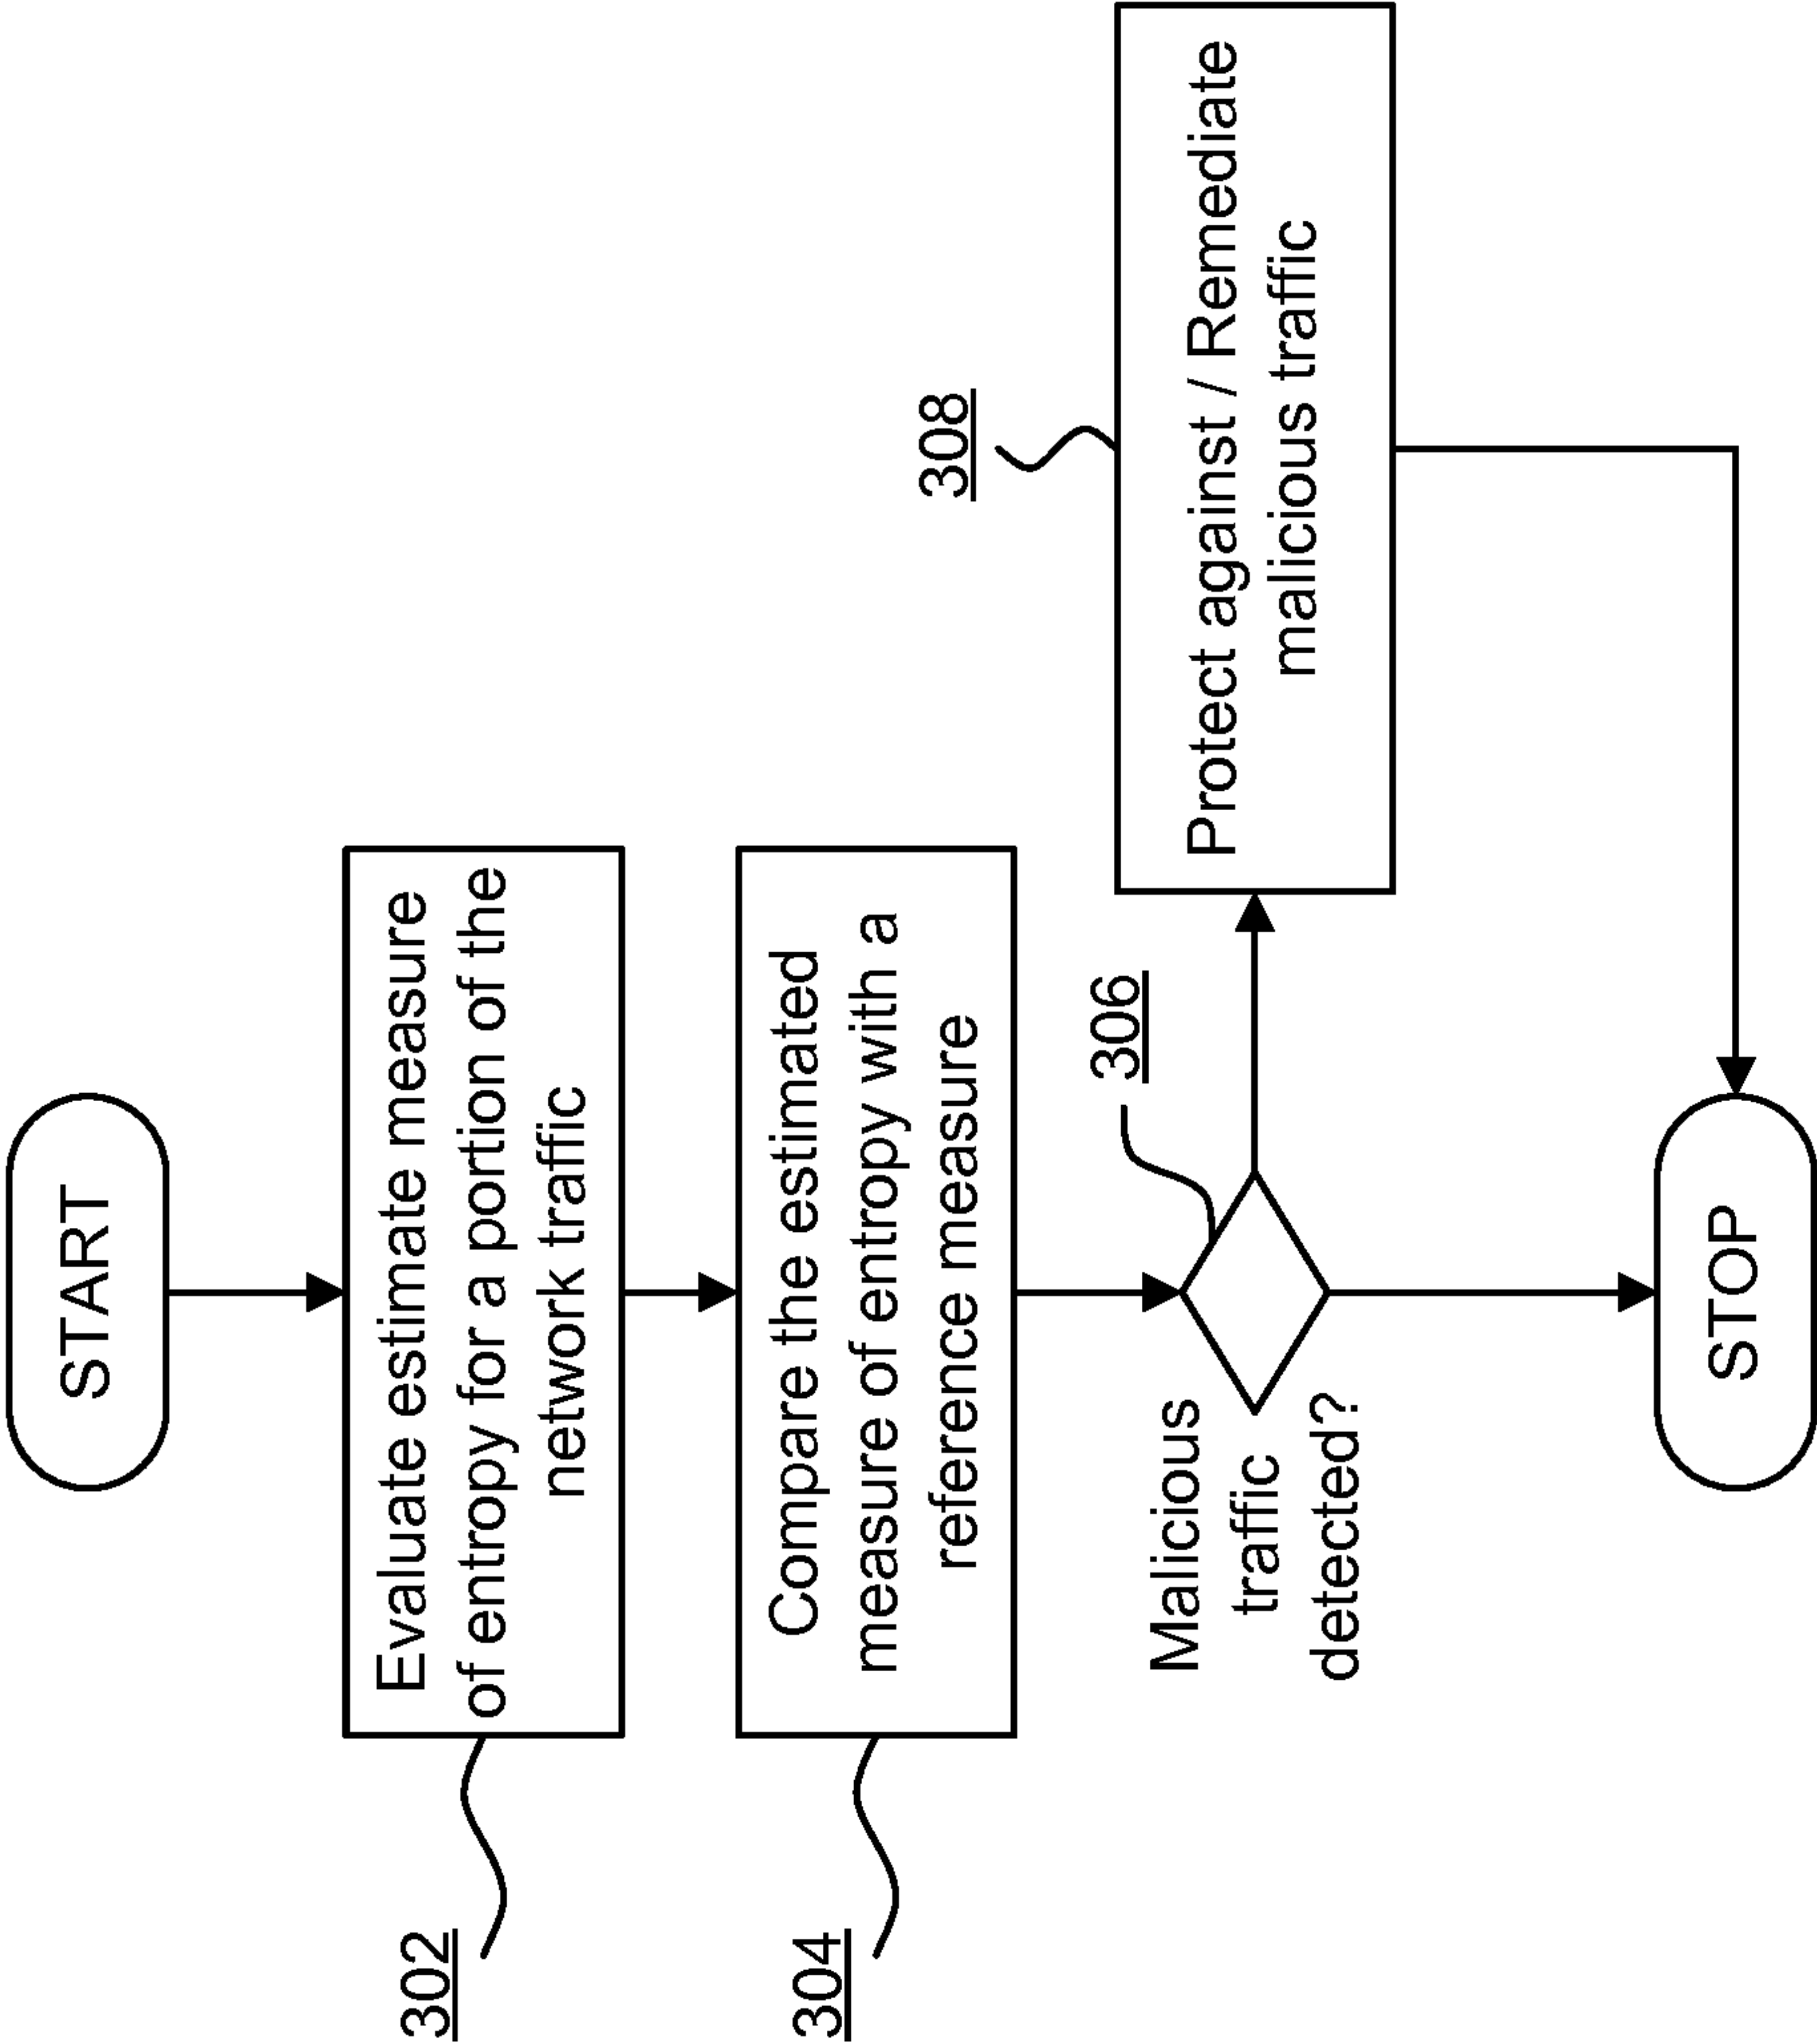 START
302
Evaluate estimate measure
of entropy for a portion of the
network traffic
304
Compare the estimated
measure of entropy with a
reference measure
306
Malicious
traffic
detected?
308
Protect against / Remediate
malicious traffic
STOP